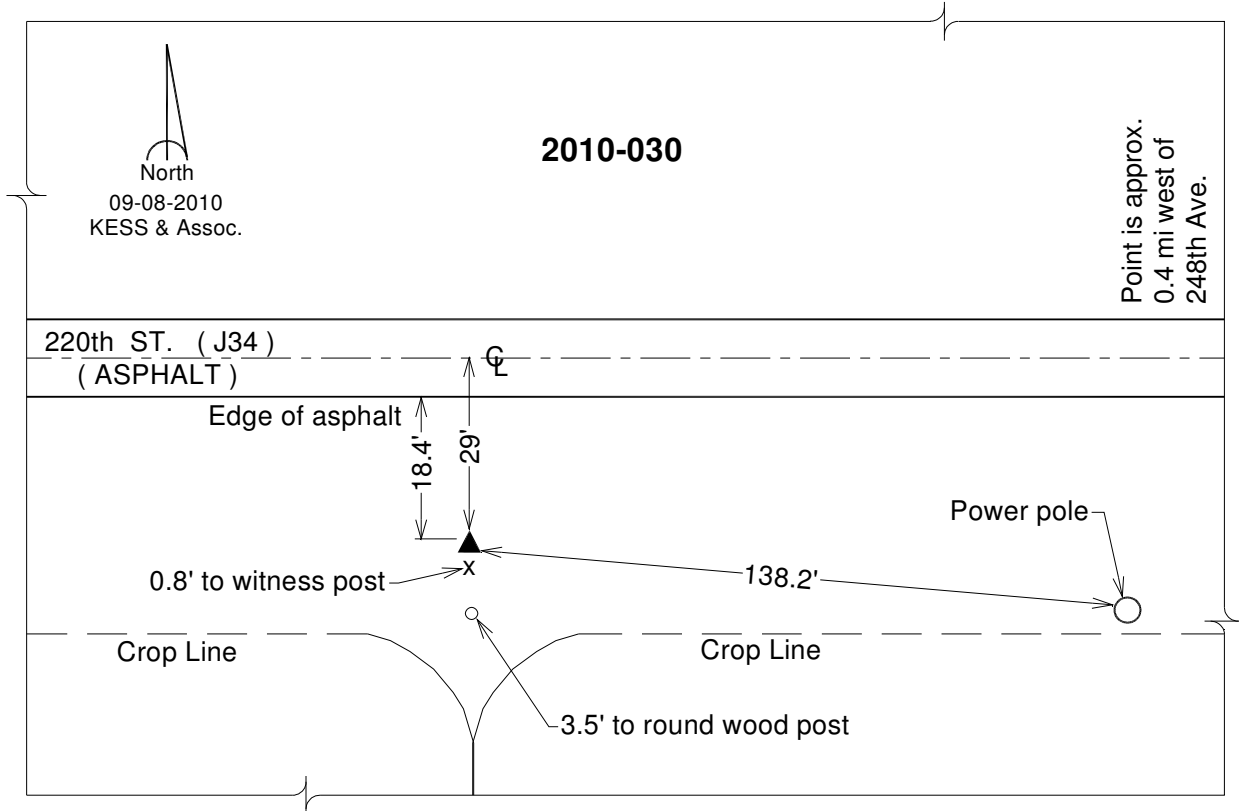 2010-030
North
09-08-2010
KESS & Assoc.
Point is approx.
0.4 mi west of
248th Ave.
220th ST. ( J34 )
( ASPHALT )
CL
Edge of asphalt
18.4'
29'
Power pole
0.8' to witness post
x
138.2'
Crop Line
Crop Line
3.5' to round wood post